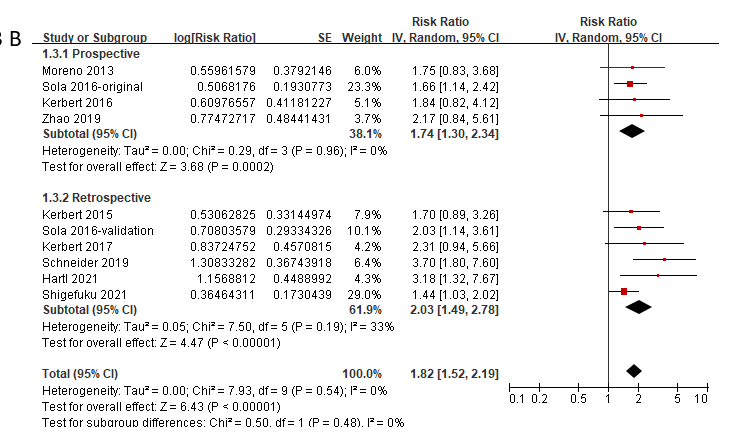 Risk Ratio Risk Ratio
B B Study or Subgroup log[Risk Ratio] SE Weight IV, Random, 95% CI IV, Random, 95% CI
1.3.1 Prospective
Moreno 2013 0.55961579 0.3792146 6.0% 1.75 [0.83, 3.68]
Sola 2016-original 0.5068176 0.1930773 23.3% 1.66 [1.14, 2.42]
Kerbert 2016 0.60976557 0.41181227 5.1% 1.84 [0.82, 4.12]
Zhao 2019 0.77472717 0.48441431 3.7% 2.17 [0.84, 5.61]
Subtotal (95% CI) 38.1% 1.74 [1.30, 2.34]
Heterogeneity: Tau² = 0.00; Chi² = 0.29, df = 3 (P = 0.96); I² = 0%
Test for overall effect: Z = 3.68 (P = 0.0002)
1.3.2 Retrospective
Kerbert 2015 0.53062825 0.33144974 7.9% 1.70 [0.89, 3.26]
Sola 2016-validation 0.70803579 0.29334326 10.1% 2.03 [1.14, 3.61]
Kerbert 2017 0.83724752 0.4570815 4.2% 2.31 [0.94, 5.66]
Schneider 2019 1.30833282 0.36743918 6.4% 3.70 [1.80, 7.60]
Hartl 2021 1.1568812 0.4488992 4.3% 3.18 [1.32, 7.67]
Shigefuku 2021 0.36464311 0.1730439 29.0% 1.44 [1.03, 2.02]
Subtotal (95% CI) 61.9% 2.03 [1.49, 2.78]
Heterogeneity: Tau² = 0.05; Chi² = 7.50, df = 5 (P = 0.19); I² = 33%
Test for overall effect: Z = 4.47 (P < 0.00001)
Total (95% CI) 100.0% 1.82 [1.52, 2.19]
Heterogeneity: Tau² = 0.00; Chi² = 7.93, df = 9 (P = 0.54); I² = 0%
0.1 0.2 0.5 1 2 5 10
Test for overall effect: Z = 6.43 (P < 0.00001)
Test for subgroup differences: Chi² = 0.50, df = 1 (P = 0.48), I² = 0%